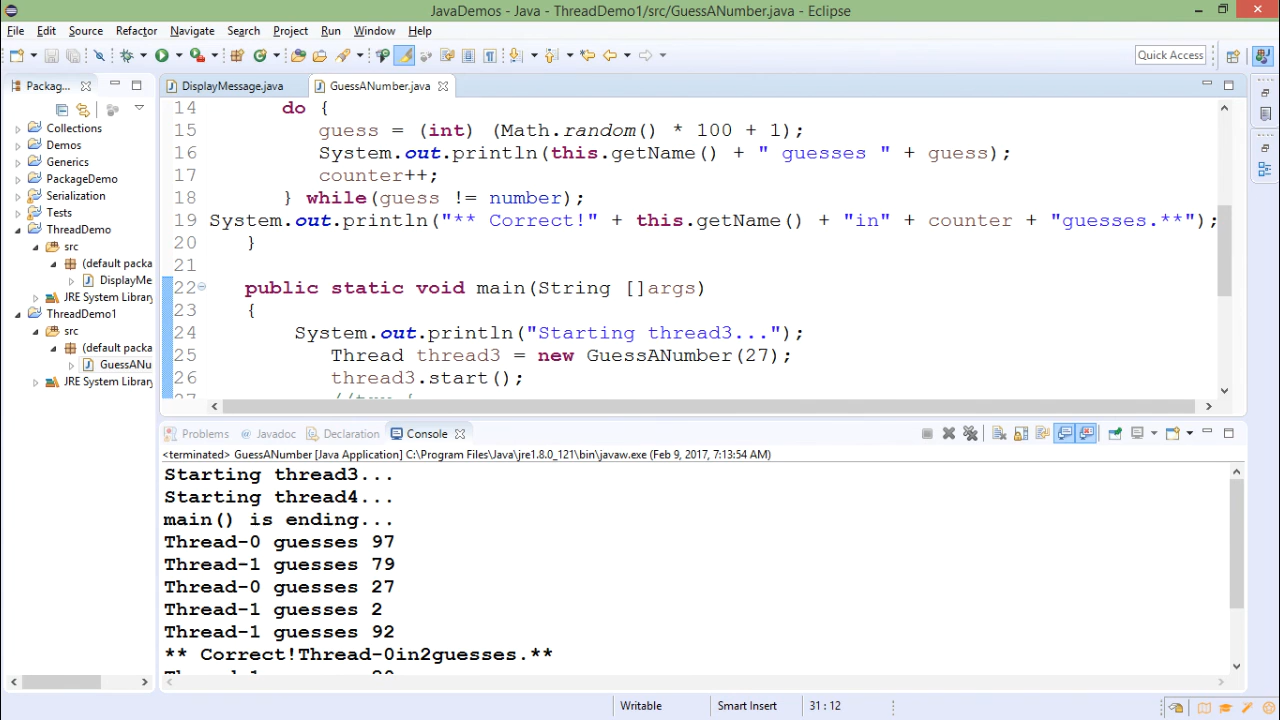 JavaDemos - Java - ThreadDemo1/src/GuessANumber.java - Eclipse
File Edit Source Refactor Navigate Search Project Run Window Help
Quick Access
Packag...
DisplayMessage.java GuessANumber.java
Collections
Demos
Generics
PackageDemo
Serialization
Tests
ThreadDemo
src
(default packa
DisplayMe
JRE System Library
ThreadDemo1
src
(default packa
GuessANu
JRE System Library
14 do {
15 guess = (int) (Math.random() * 100 + 1);
16 System.out.println(this.getName() + " guesses " + guess);
17 counter++;
18 } while(guess != number);
19 System.out.println("** Correct!" + this.getName() + "in" + counter + "guesses.**");
20 }
21
22 public static void main(String []args)
23 {
24 System.out.println("Starting thread3...");
25 Thread thread3 = new GuessANumber(27);
26 thread3.start();
Problems @ Javadoc Declaration Console
<terminated> GuessANumber [Java Application] C:\Program Files\Java\jre1.8.0_121\bin\javaw.exe (Feb 9, 2017, 7:13:54 AM)
Starting thread3...
Starting thread4...
main() is ending...
Thread-0 guesses 97
Thread-1 guesses 79
Thread-0 guesses 27
Thread-1 guesses 2
Thread-1 guesses 92
** Correct!Thread-0in2guesses.**
Writable Smart Insert 31 : 12